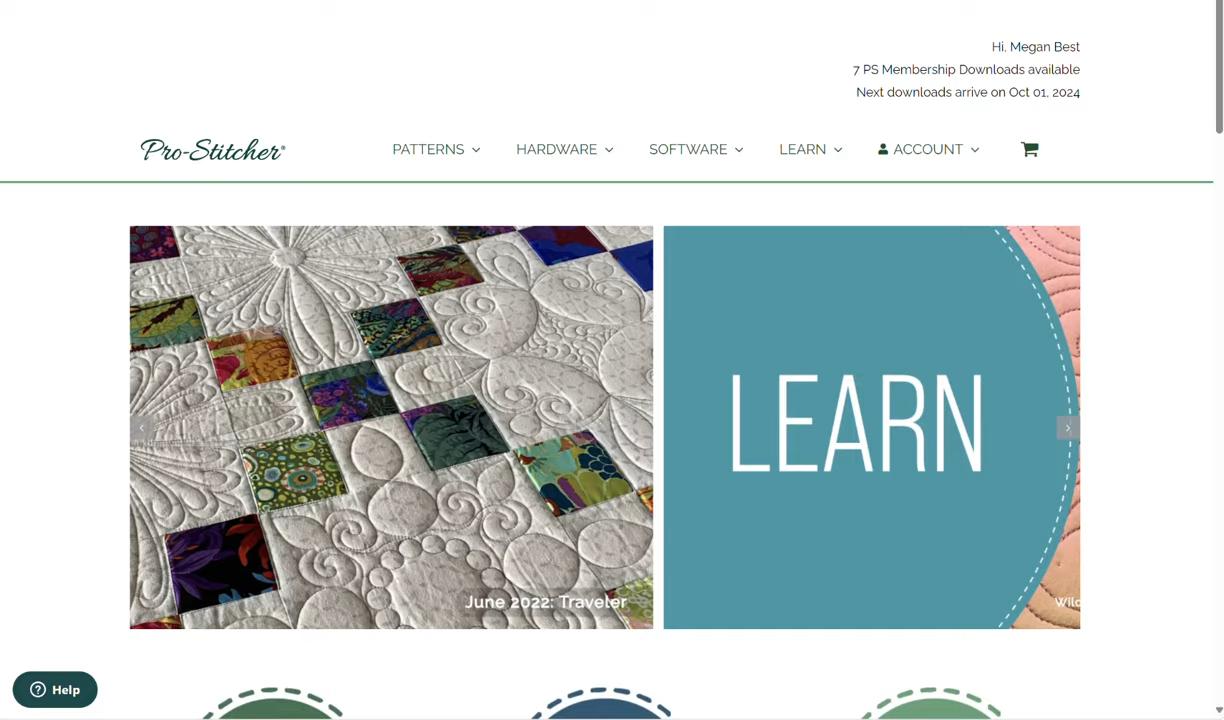 Hi, Megan Best
7 PS Membership Downloads available
Next downloads arrive on Oct 01, 2024
Pro-Stitcher®
PATTERNS
HARDWARE
SOFTWARE
LEARN
ACCOUNT
LEARN
June 2022: Traveler
Wild
Help